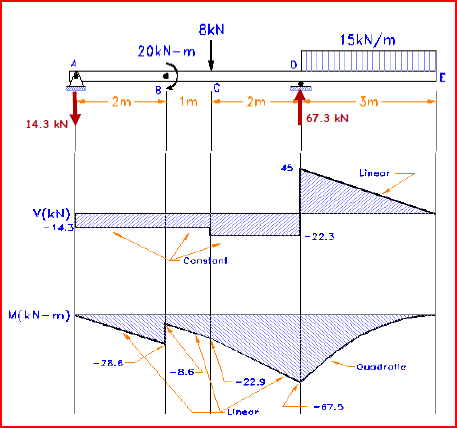 8kN
20kN-m
15kN/m
A
B
C
D
E
2m
1m
2m
3m
14.3 kN
67.3 kN
45
Linear
V(kN)
-14.3
-22.3
Constant
M(kN-m)
-28.6
-8.6
-22.9
Quadratic
Linear
-67.5